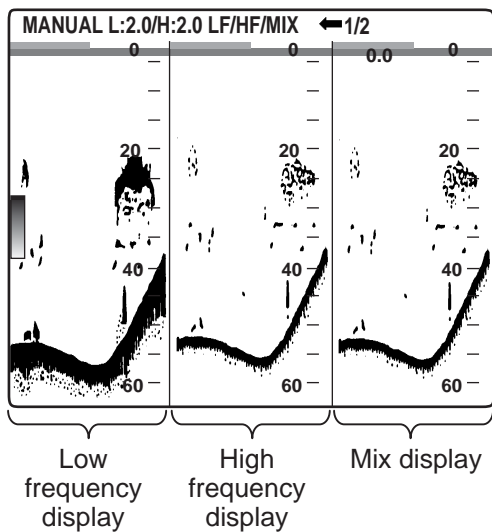 MANUAL L:2.0/H:2.0 LF/HF/MIX ⬅1/2
0 0 0
0.0
20 20 20
40 40 40
60 60 60
Low frequency display
High frequency display
Mix display